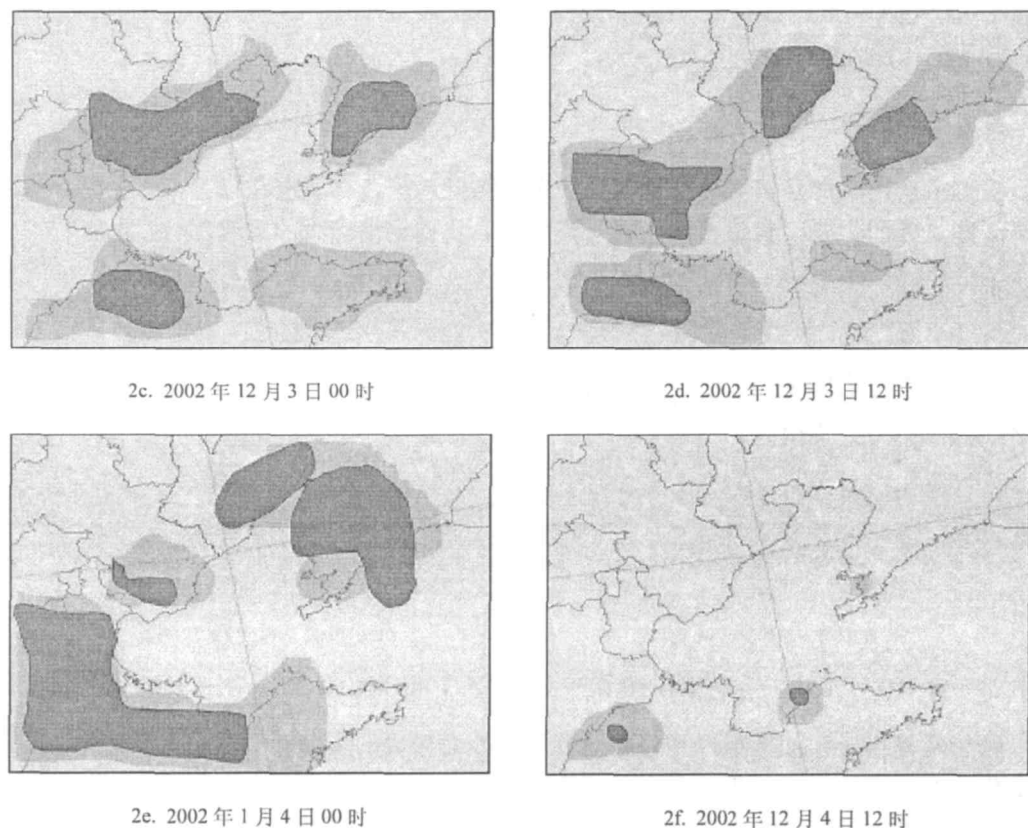 2c. 2002 年 12 月 3 日 00 时
2d. 2002 年 12 月 3 日 12 时
2e. 2002 年 1 月 4 日 00 时
2f. 2002 年 12 月 4 日 12 时